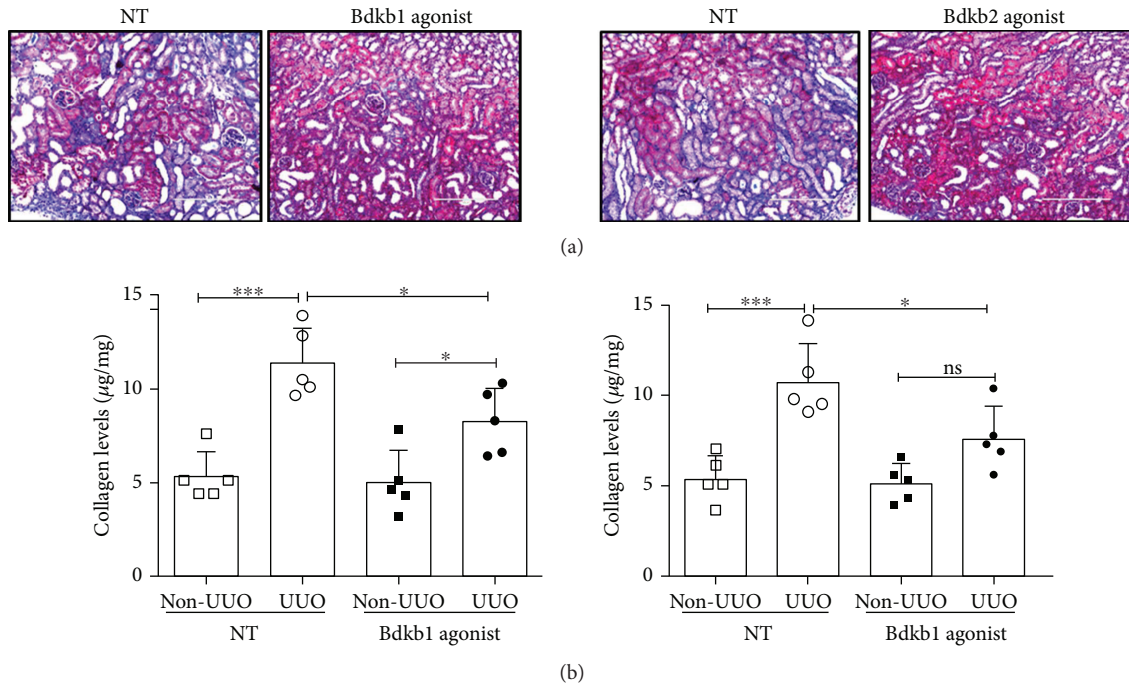 NT Bdkb1 agonist NT Bdkb2 agonist
(a)
Collagen levels (μg/mg)
15
10
5
0
***
*
*
Non-UUO UUO Non-UUO UUO
NT Bdkb1 agonist
Collagen levels (μg/mg)
15
10
5
0
***
*
ns
Non-UUO UUO Non-UUO UUO
NT Bdkb1 agonist
(b)